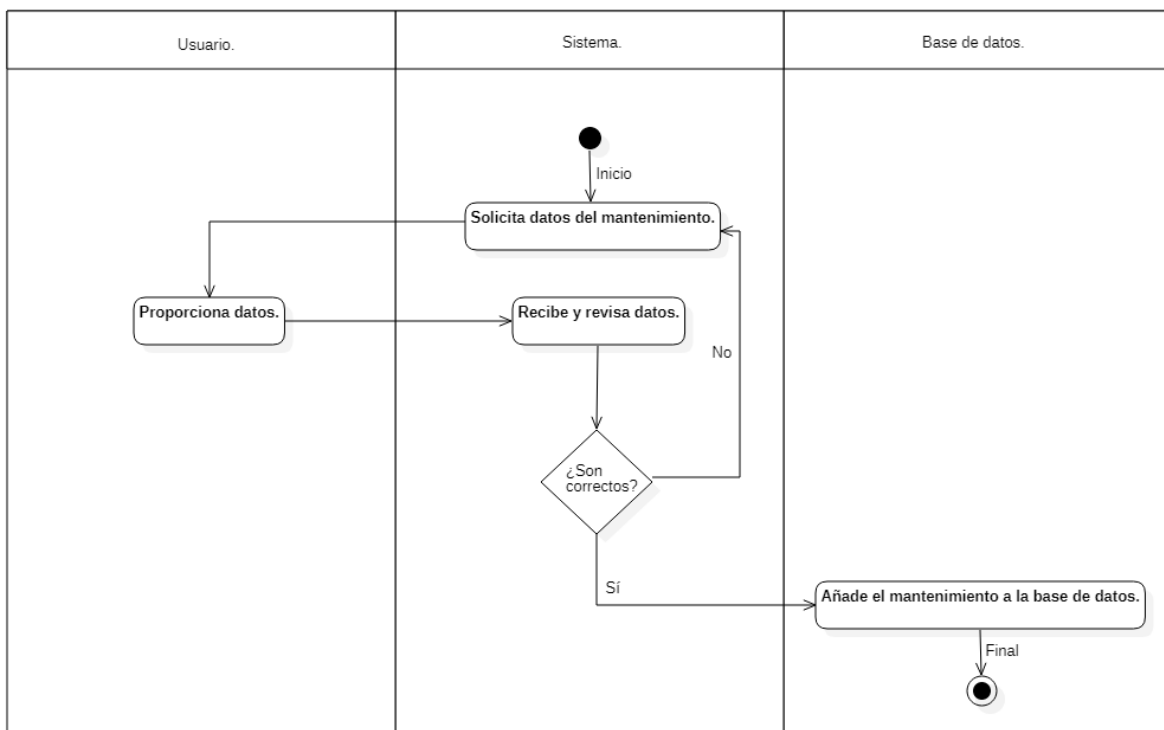 Usuario.
Sistema.
Base de datos.
Inicio
Solicita datos del mantenimiento.
Proporciona datos.
Recibe y revisa datos.
No
¿Son
correctos?
Sí
Añade el mantenimiento a la base de datos.
Final